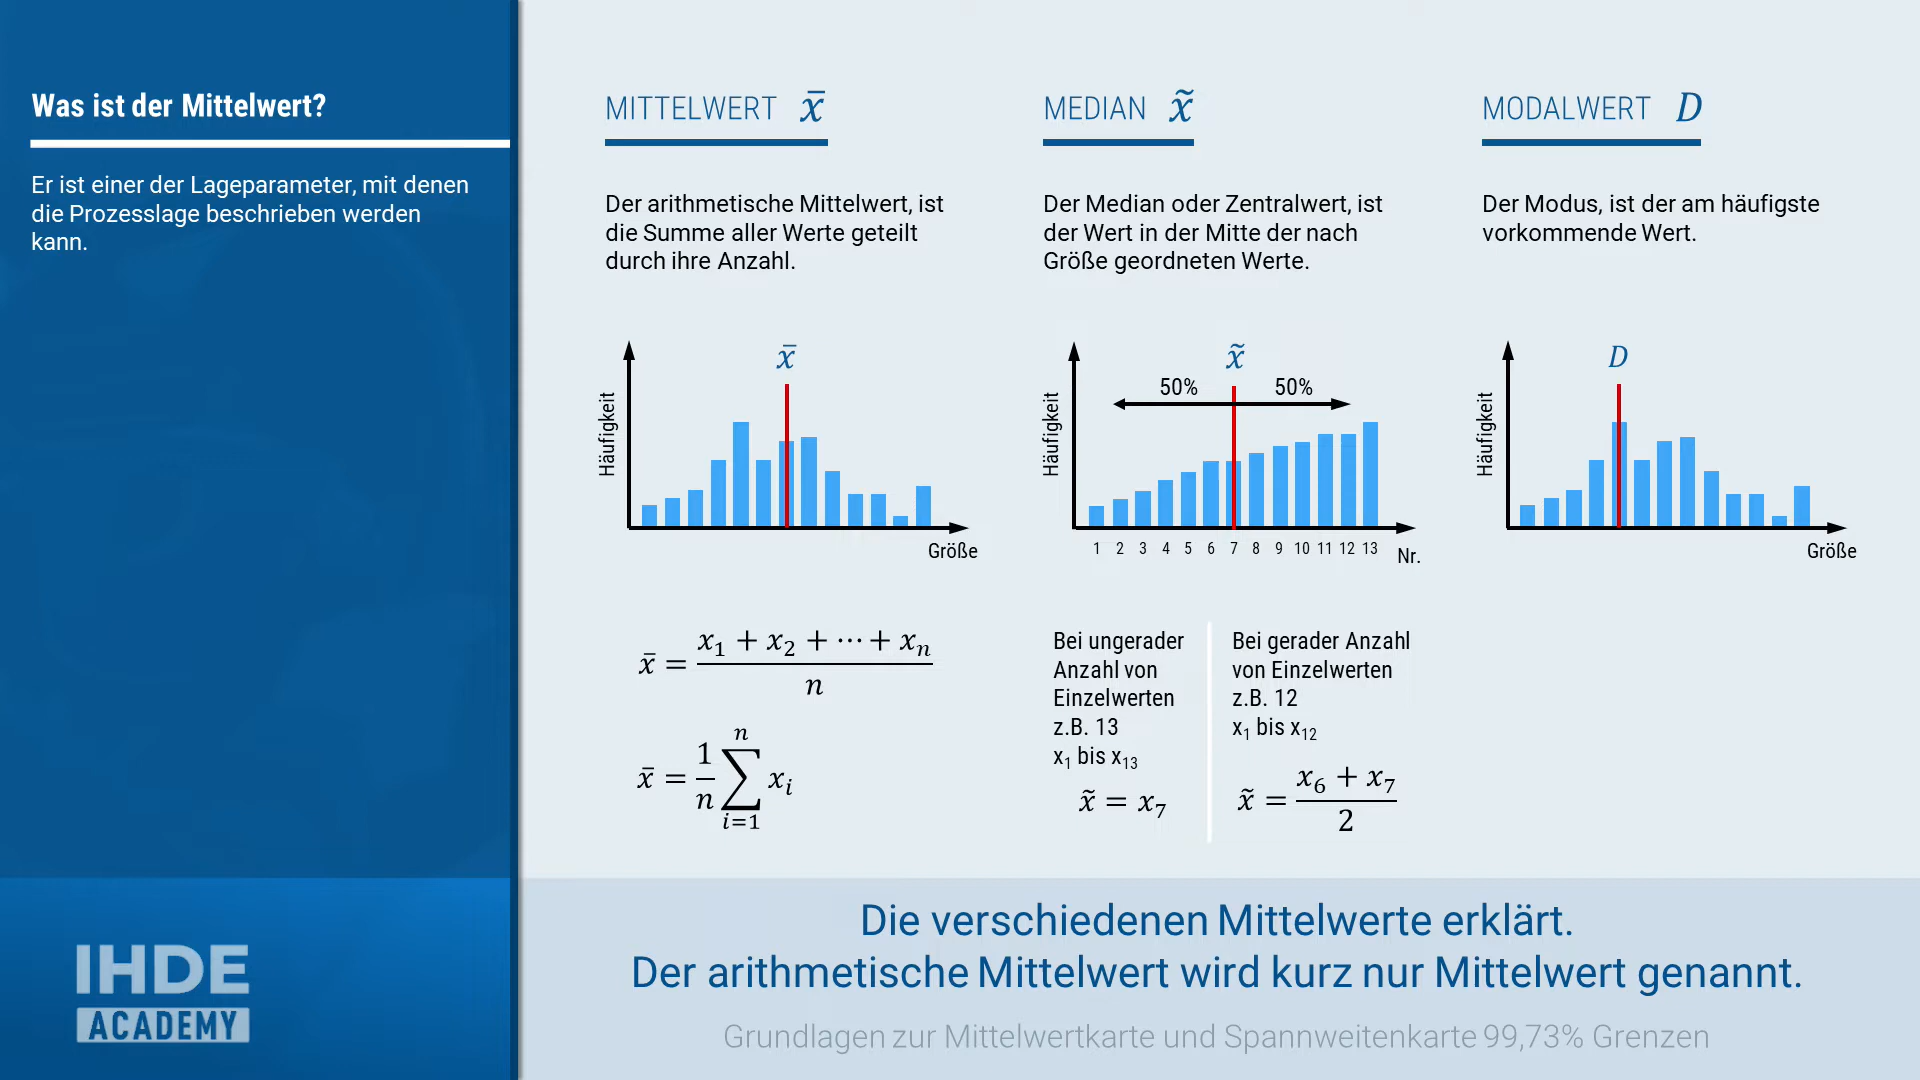 Was ist der Mittelwert?
Er ist einer der Lageparameter, mit denen
die Prozesslage beschrieben werden
kann.
MITTELWERT x̄
Der arithmetische Mittelwert, ist
die Summe aller Werte geteilt
durch ihre Anzahl.
x̄
Häufigkeit
Größe
x̄ = (x₁ + x₂ + ⋯ + xₙ) / n
x̄ = 1/n ∑ᵢ₌₁ⁿ xᵢ
MEDIAN x̃
Der Median oder Zentralwert, ist
der Wert in der Mitte der nach
Größe geordneten Werte.
x̃
50% 50%
Häufigkeit
1 2 3 4 5 6 7 8 9 10 11 12 13
Nr.
Bei ungerader
Anzahl von
Einzelwerten
z.B. 13
x₁ bis x₁₃
x̃ = x₇
Bei gerader Anzahl
von Einzelwerten
z.B. 12
x₁ bis x₁₂
x̃ = (x₆ + x₇) / 2
MODALWERT D
Der Modus, ist der am häufigste
vorkommende Wert.
D
Häufigkeit
Größe
Die verschiedenen Mittelwerte erklärt.
Der arithmetische Mittelwert wird kurz nur Mittelwert genannt.
Grundlagen zur Mittelwertkarte und Spannweitenkarte 99,73% Grenzen
IHDE
ACADEMY